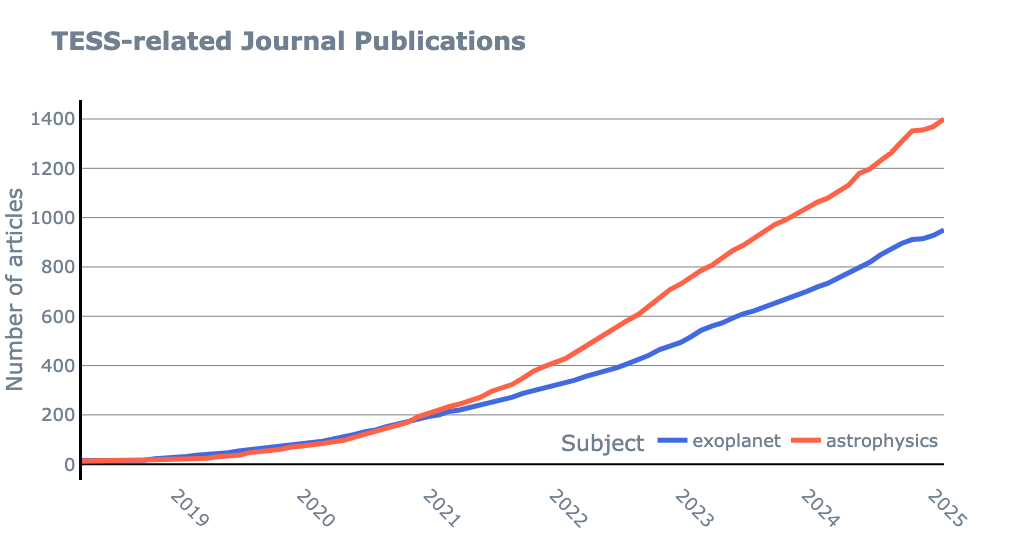 TESS-related Journal Publications
Number of articles
1400
1200
1000
800
600
400
200
0
Subject exoplanet astrophysics
2019 2020 2021 2022 2023 2024 2025